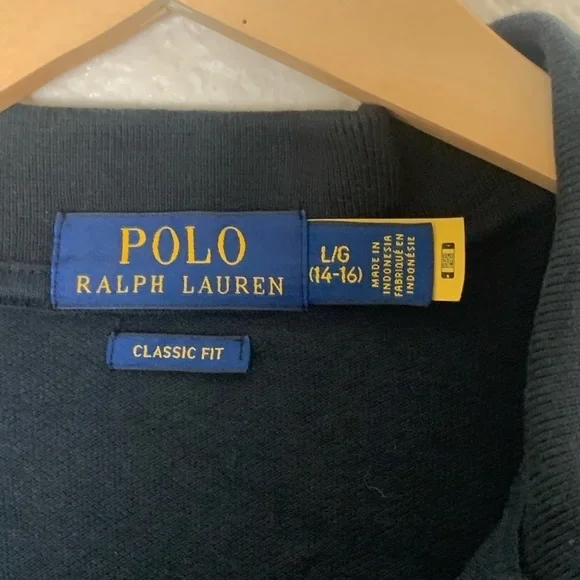 POLO
RALPH LAUREN
L/G
(14-16)
MADE IN
INDONESIA
FABRIQUÉ EN
INDONÉSIE
CLASSIC FIT